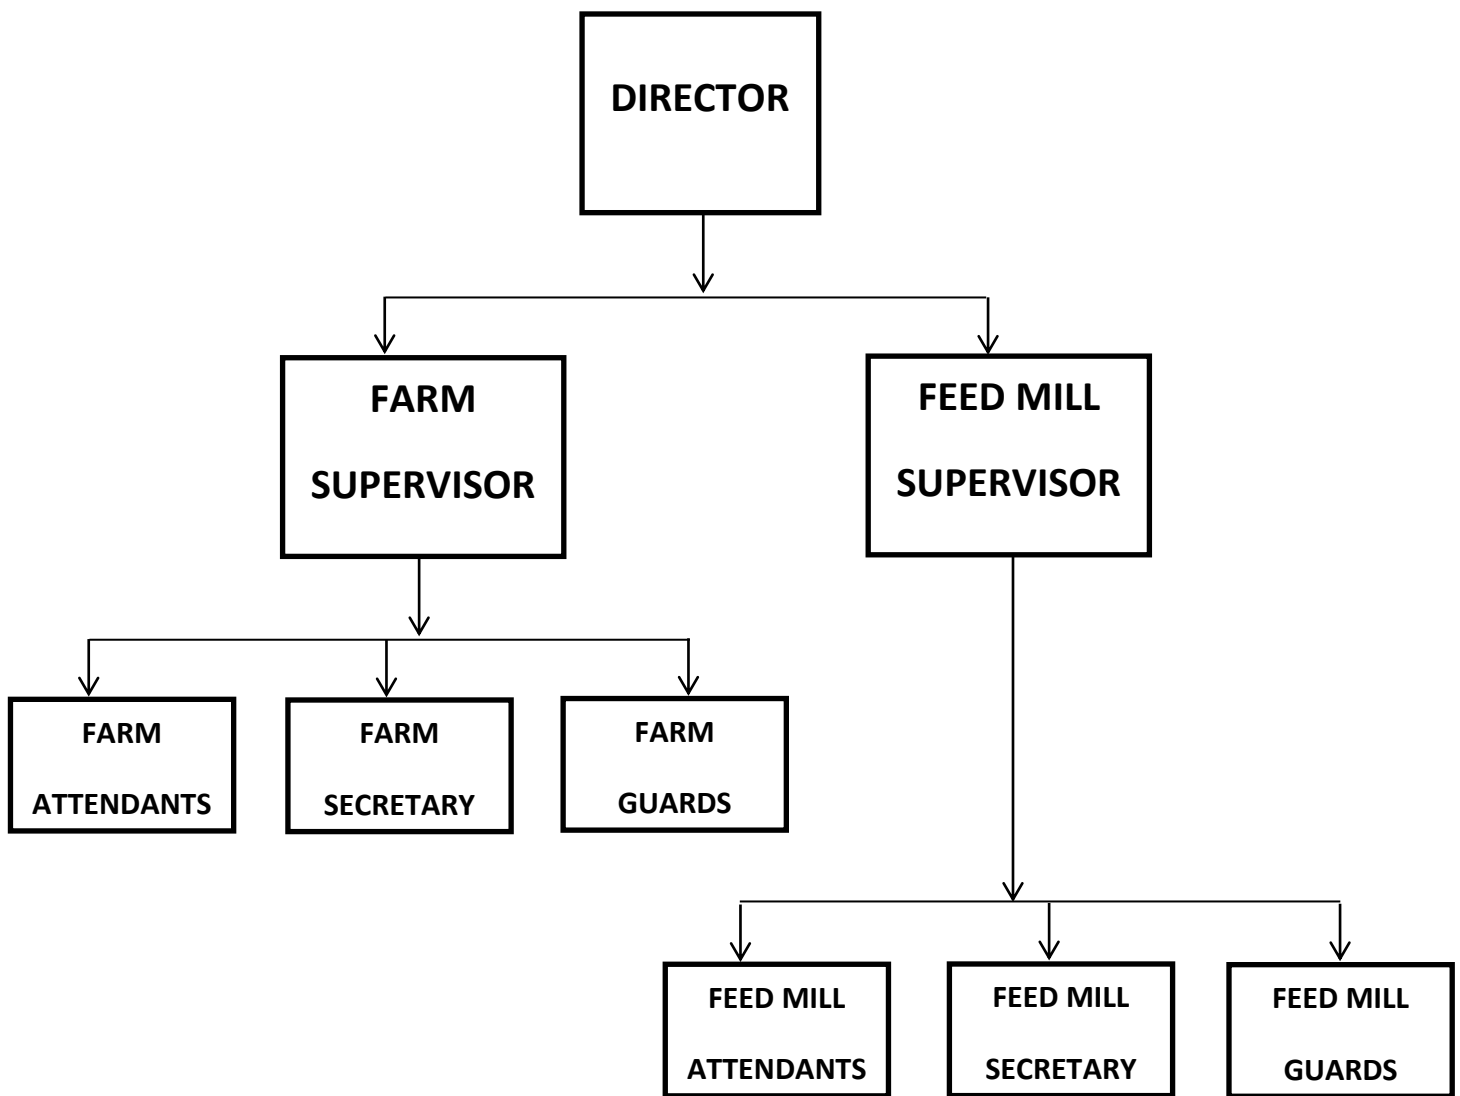 DIRECTOR
FARM
SUPERVISOR
FEED MILL
SUPERVISOR
FARM
ATTENDANTS
FARM
SECRETARY
FARM
GUARDS
FEED MILL
ATTENDANTS
FEED MILL
SECRETARY
FEED MILL
GUARDS